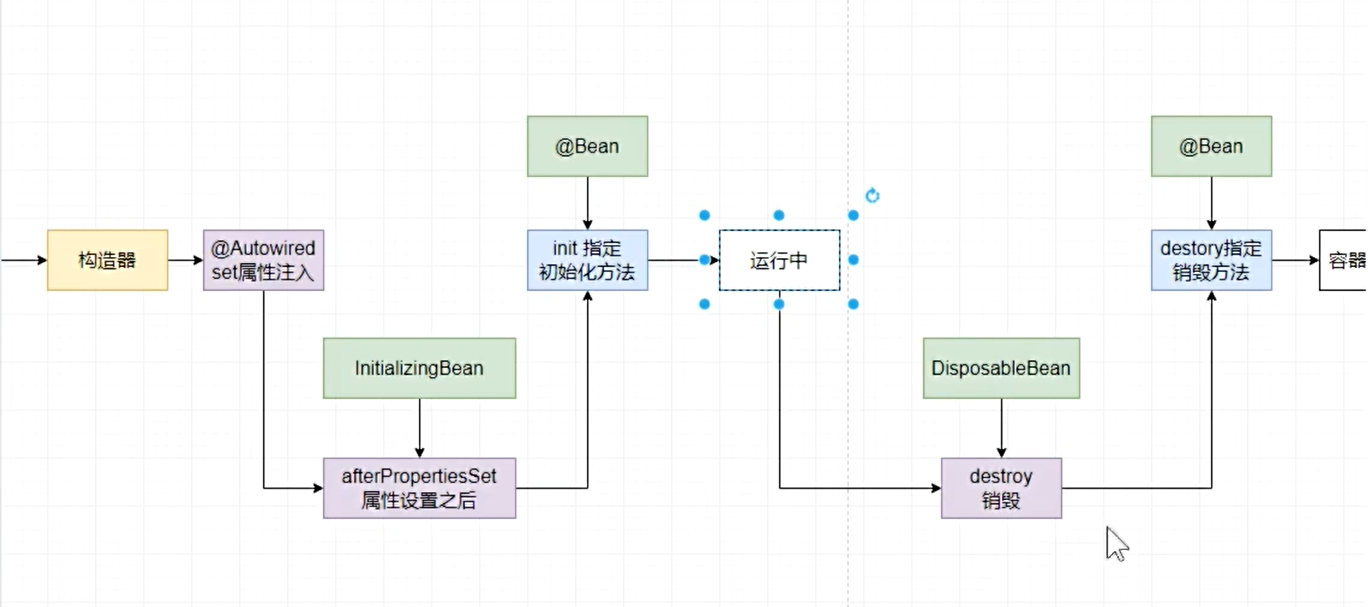 @Bean
@Bean
构造器
@Autowired
set属性注入
init 指定
初始化方法
运行中
destory指定
销毁方法
容器
InitializingBean
DisposableBean
afterPropertiesSet
属性设置之后
destroy
销毁